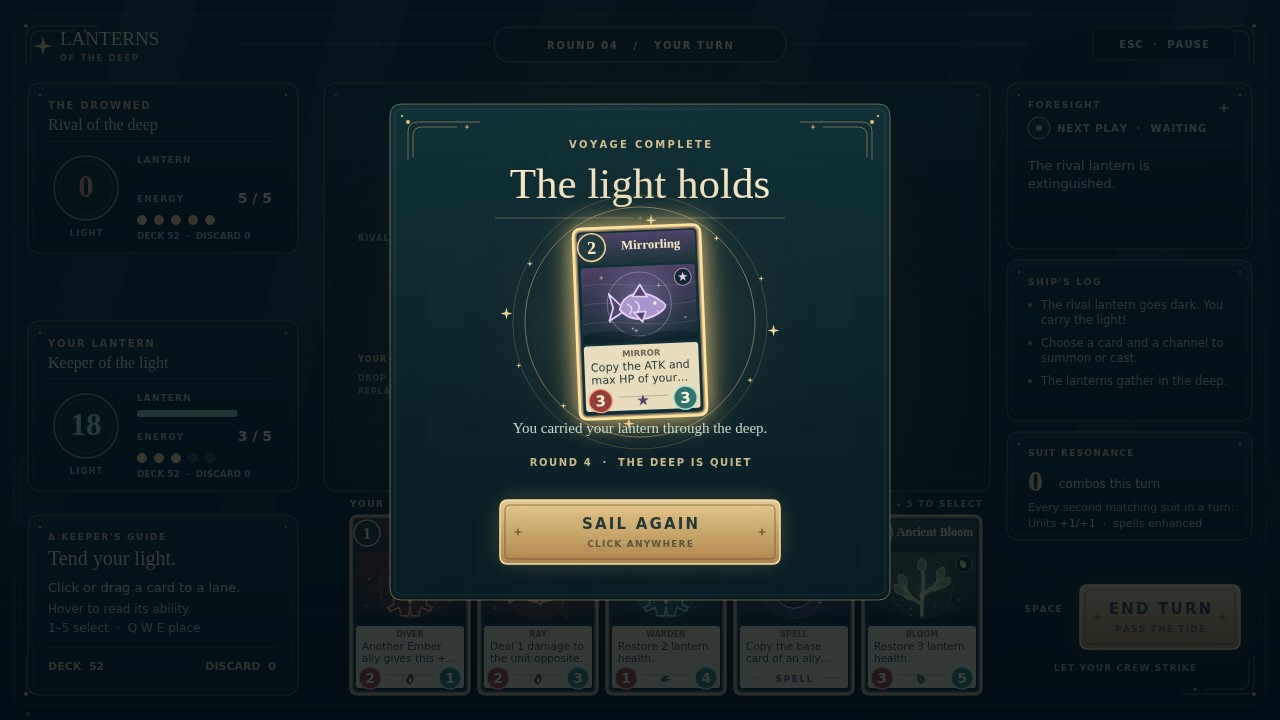 LANTERNS
OF THE DEEP
ROUND 04 / YOUR TURN
ESC · PAUSE
THE DROWNED
Rival of the deep
0
LIGHT
LANTERN
ENERGY 5 / 5
DECK 52 · DISCARD 0
YOUR LANTERN
Keeper of the light
18
LIGHT
LANTERN
ENERGY 3 / 5
DECK 52 · DISCARD 0
A KEEPER'S GUIDE
Tend your light.
Click or drag a card to a lane.
Hover to read its ability.
1–5 select · Q W E place
DECK 52 DISCARD 0
RIVAL
YOUR
DROP
REPLA
VOYAGE COMPLETE
The light holds
2 Mirrorling
MIRROR
Copy the ATK and
max HP of your…
3 3
You carried your lantern through the deep.
ROUND 4 · THE DEEP IS QUIET
SAIL AGAIN
CLICK ANYWHERE
FORESIGHT
NEXT PLAY · WAITING
The rival lantern is
extinguished.
SHIP'S LOG
The rival lantern goes dark. You
carry the light!
Choose a card and a channel to
summon or cast.
The lanterns gather in the deep.
SUIT RESONANCE
0 combos this turn
Every second matching suit in a turn:
Units +1/+1 · spells enhanced
YOUR
- 5 TO SELECT
1
DIVER
Another Ember
ally gives this +…
2 1
RAY
Deal 1 damage to
the unit opposite.
2 3
WARDEN
Restore 2 lantern
health.
1 4
SPELL
Copy the base
card of an ally…
SPELL
Ancient Bloom
BLOOM
Restore 3 lantern
health.
3 5
SPACE
END TURN
PASS THE TIDE
LET YOUR CREW STRIKE